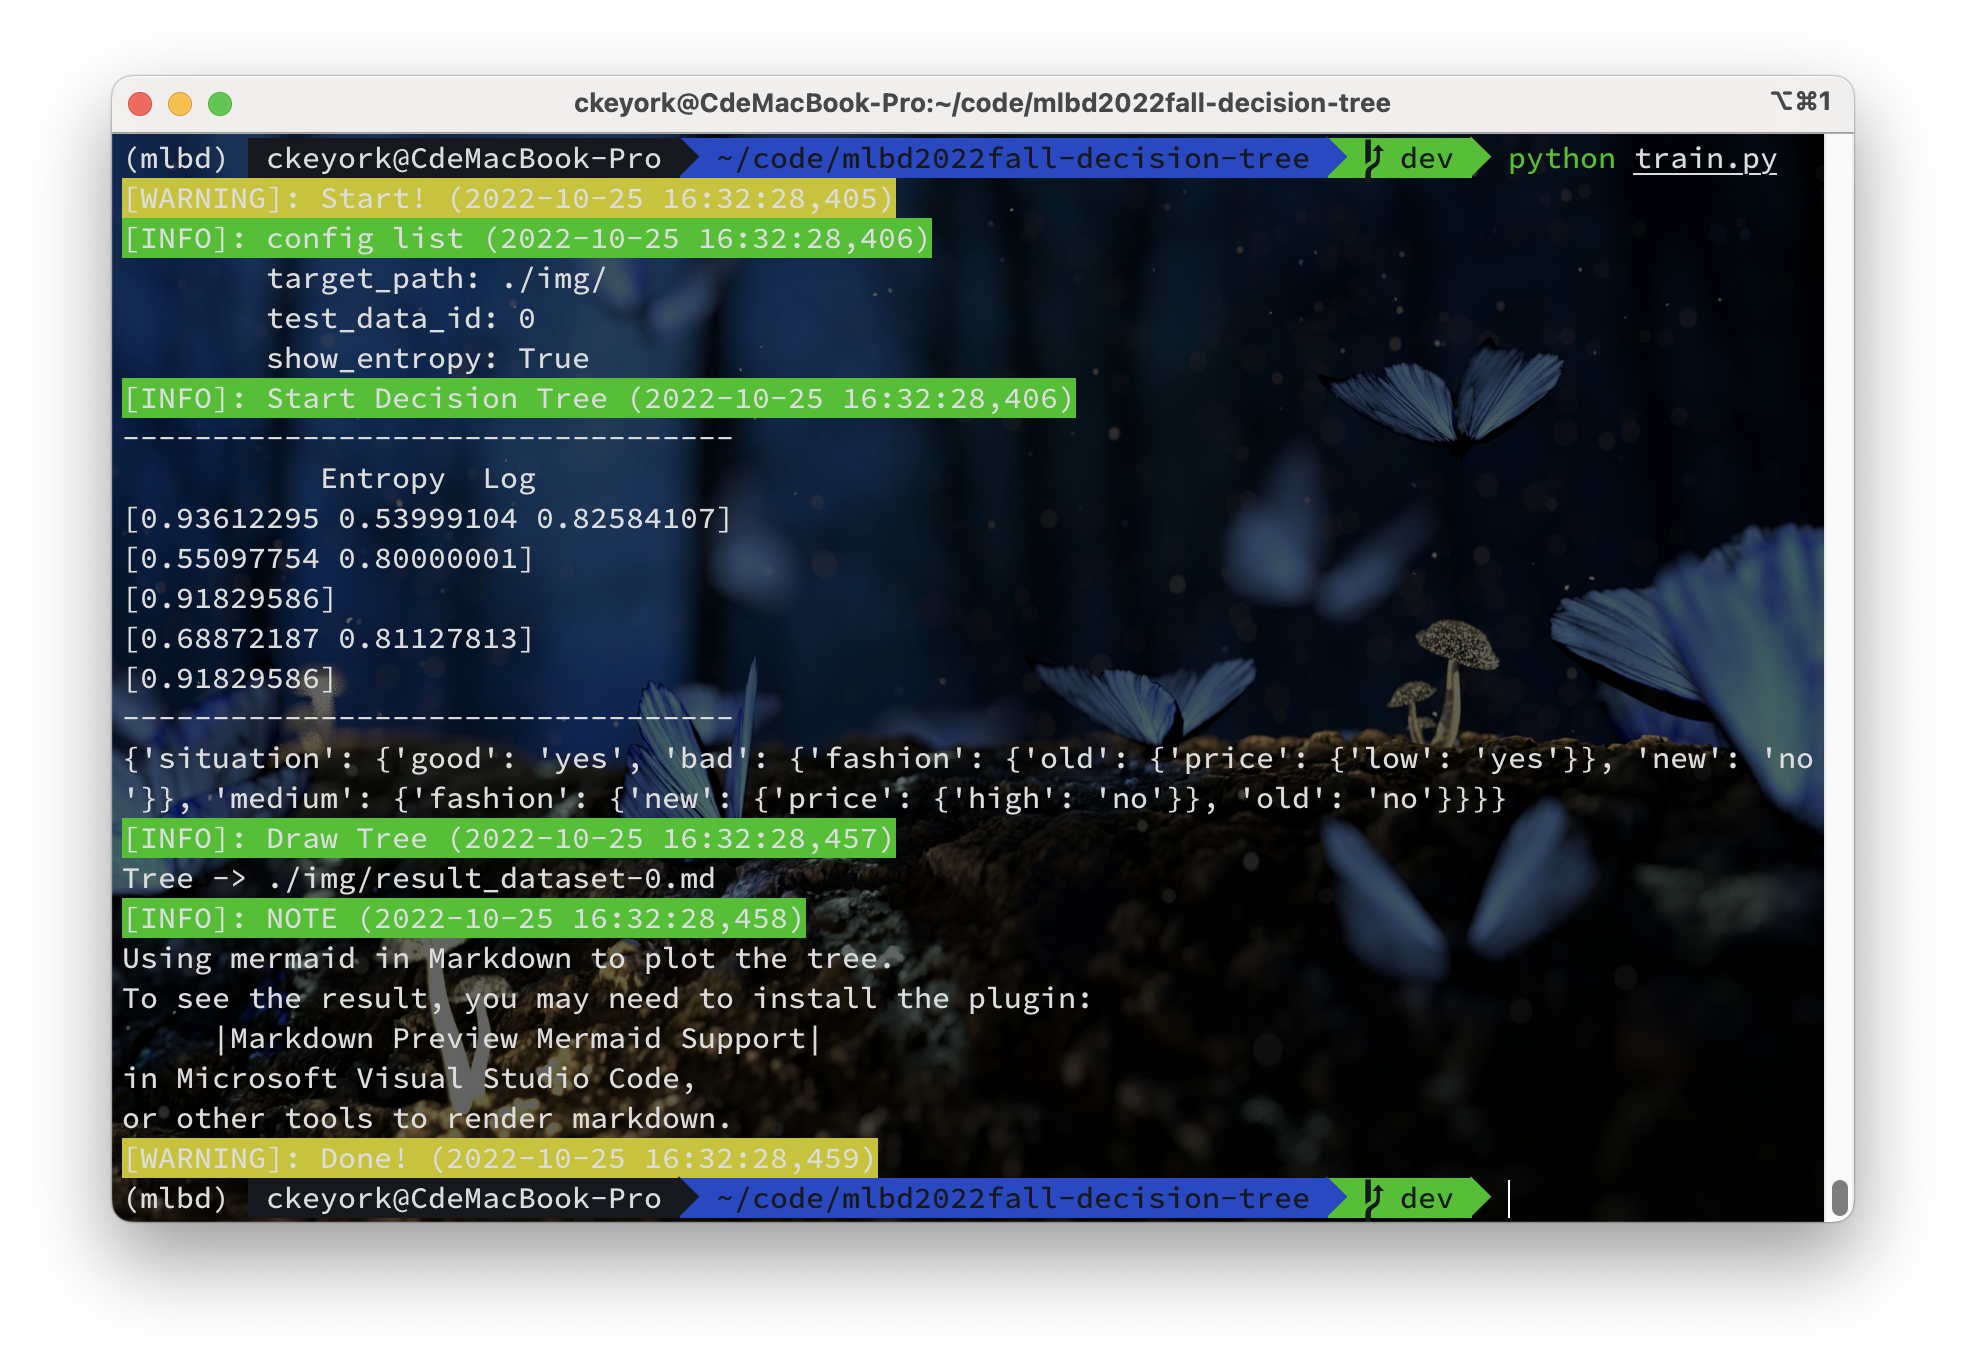 ckeyork@CdeMacBook-Pro:~/code/mlbd2022fall-decision-tree ⌥⌘1
(mlbd) ckeyork@CdeMacBook-Pro ~/code/mlbd2022fall-decision-tree dev python train.py
[WARNING]: Start! (2022-10-25 16:32:28,405)
[INFO]: config list (2022-10-25 16:32:28,406)
target_path: ./img/
test_data_id: 0
show_entropy: True
[INFO]: Start Decision Tree (2022-10-25 16:32:28,406)
----------------------------------
Entropy  Log
[0.93612295 0.53999104 0.82584107]
[0.55097754 0.80000001]
[0.91829586]
[0.68872187 0.81127813]
[0.91829586]
----------------------------------
{'situation': {'good': 'yes', 'bad': {'fashion': {'old': {'price': {'low': 'yes'}}, 'new': 'no
'}}, 'medium': {'fashion': {'new': {'price': {'high': 'no'}}, 'old': 'no'}}}}
[INFO]: Draw Tree (2022-10-25 16:32:28,457)
Tree -> ./img/result_dataset-0.md
[INFO]: NOTE (2022-10-25 16:32:28,458)
Using mermaid in Markdown to plot the tree.
To see the result, you may need to install the plugin:
|Markdown Preview Mermaid Support|
in Microsoft Visual Studio Code,
or other tools to render markdown.
[WARNING]: Done! (2022-10-25 16:32:28,459)
(mlbd) ckeyork@CdeMacBook-Pro ~/code/mlbd2022fall-decision-tree dev